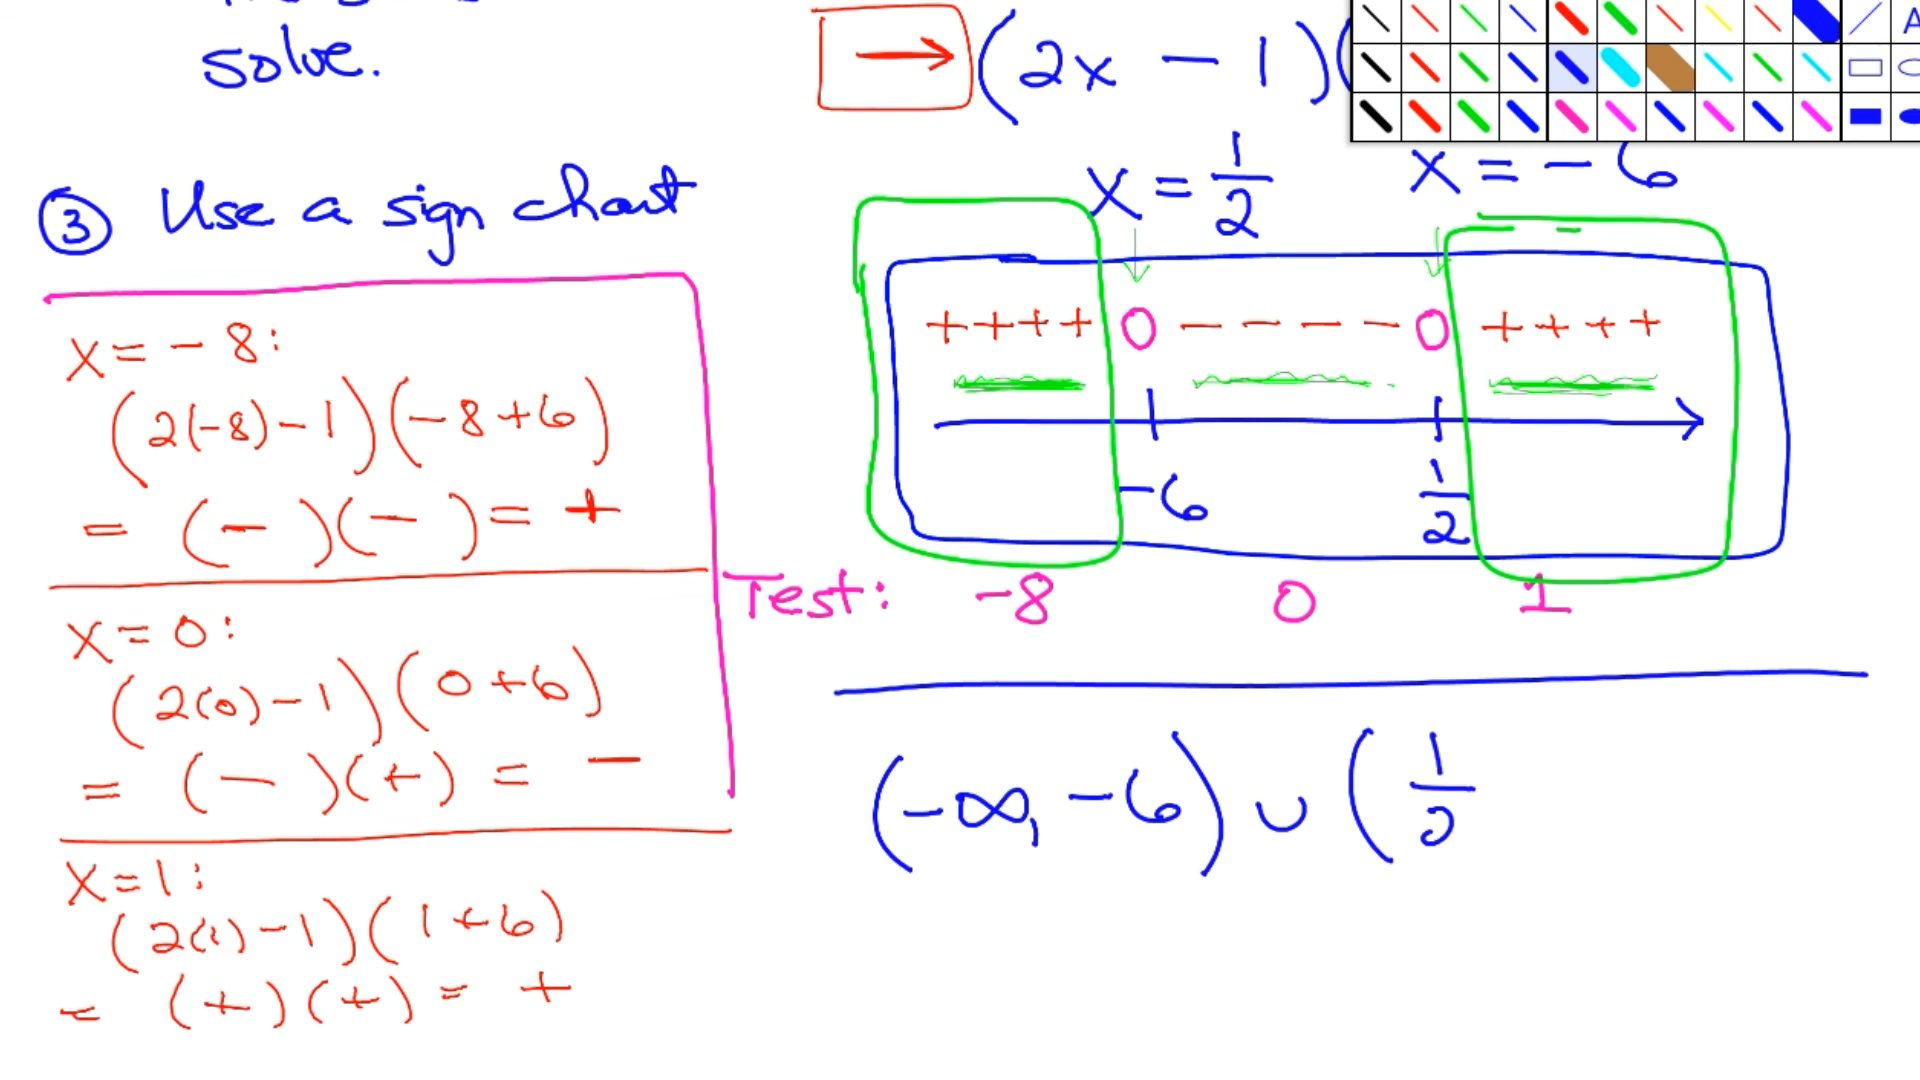 solve.
(2x - 1)(
x = 1/2 x = - 6
③ Use a sign chart
++++ 0 - - - - 0 ++++
-6 1/2
Test: -8 0 1
x = - 8:
(2(-8) - 1)(-8 + 6)
= (-)(-) = +
x = 0:
(2(0) - 1)(0 + 6)
= (-)(+) = -
x = 1:
(2(1) - 1)(1 + 6)
= (+)(+) = +
(-∞, -6) ∪ (1/2
A